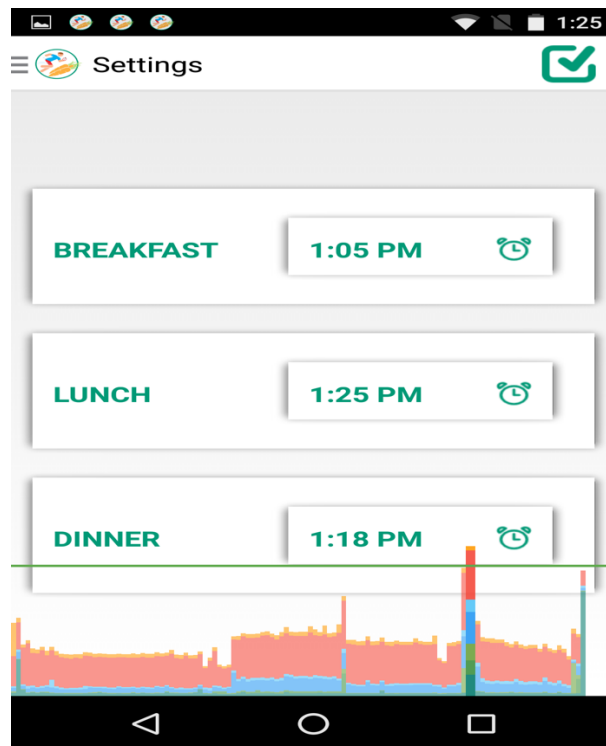 1:25
Settings
BREAKFAST 1:05 PM
LUNCH 1:25 PM
DINNER 1:18 PM